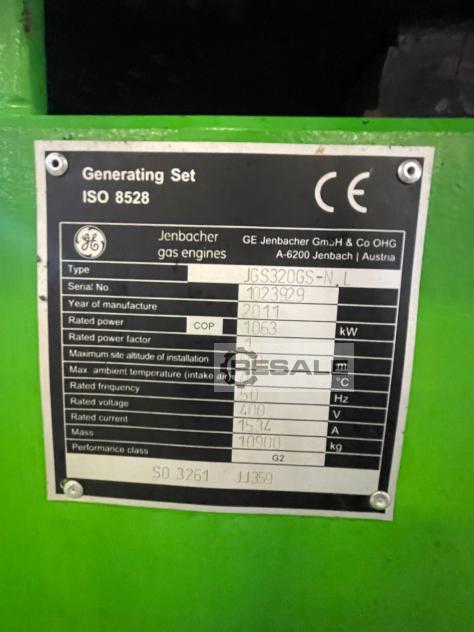 Generating Set
ISO 8528
CE
GE
Jenbacher
gas engines
GE Jenbacher GmbH & Co OHG
A-6200 Jenbach | Austria
Type JGS320GS-N.L
Serial No. 1023929
Year of manufacture 2011
Rated power COP 1063 kW
Rated power factor 1
Maximum site altitude of installation m
Max. ambient temperature (intake air) °C
Rated frequency 50 Hz
Rated voltage 400 V
Rated current 1534 A
Mass 10900 kg
Performance class G2
SO 3261 JJ359
GESALE